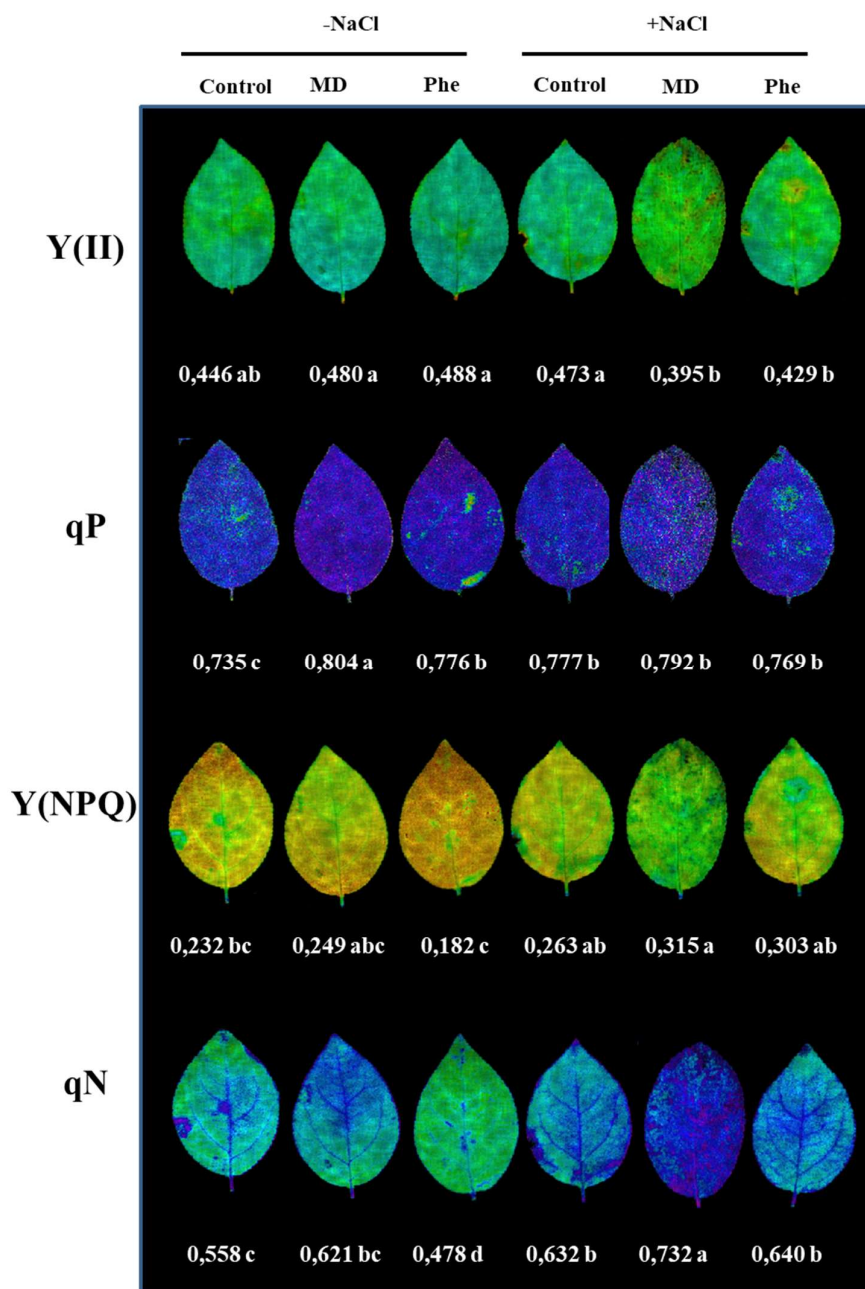 -NaCl +NaCl
Control MD Phe Control MD Phe
Y(II)
0,446 ab 0,480 a 0,488 a 0,473 a 0,395 b 0,429 b
qP
0,735 c 0,804 a 0,776 b 0,777 b 0,792 b 0,769 b
Y(NPQ)
0,232 bc 0,249 abc 0,182 c 0,263 ab 0,315 a 0,303 ab
qN
0,558 c 0,621 bc 0,478 d 0,632 b 0,732 a 0,640 b